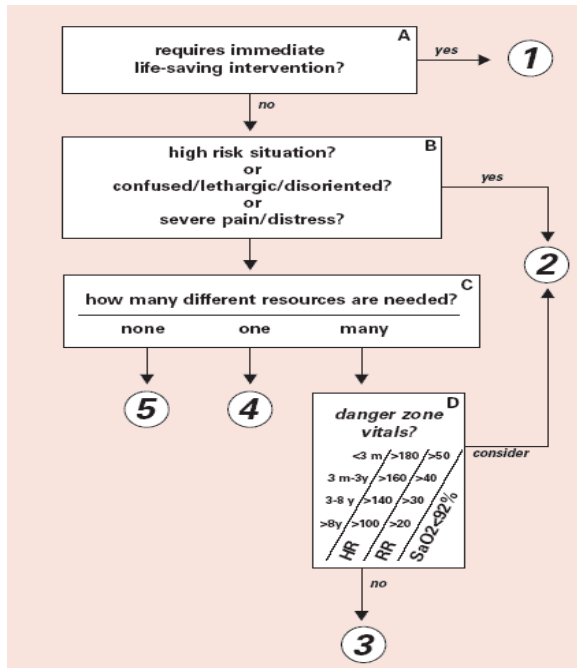 A
requires immediate
life-saving intervention?
yes
1
no
B
high risk situation?
or
confused/lethargic/disoriented?
or
severe pain/distress?
yes
2
C
how many different resources are needed?
none one many
5
4
D
danger zone
vitals?
<3 m >180 >50
3 m-3y >160 >40
3-8 y >140 >30
>8y >100 >20
HR RR SaO2<92%
consider
no
3